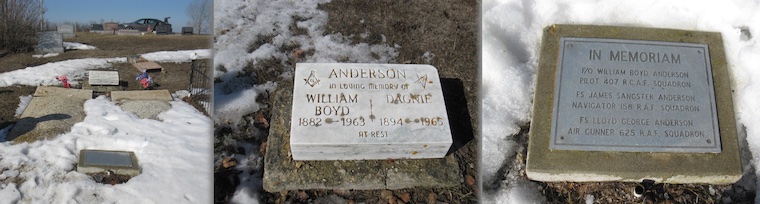 ANDERSON
IN LOVING MEMORY OF
WILLIAM DAGNIE
BOYD
1882 1963 1894 1965
AT REST
IN MEMORIAM
F/O WILLIAM BOYD ANDERSON
PILOT 407 R.C.A.F. SQUADRON
FS JAMES SANGSTER ANDERSON
NAVIGATOR 158 R.A.F. SQUADRON
FS LLOYD GEORGE ANDERSON
AIR GUNNER 625 R.A.F. SQUADRON